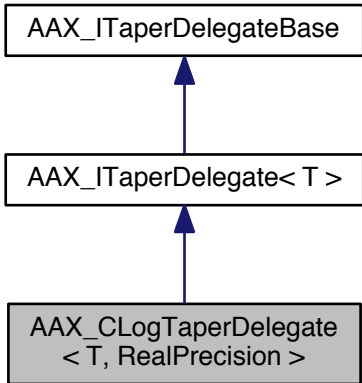 AAX_ITaperDelegateBase
AAX_ITaperDelegate< T >
AAX_CLogTaperDelegate
< T, RealPrecision >